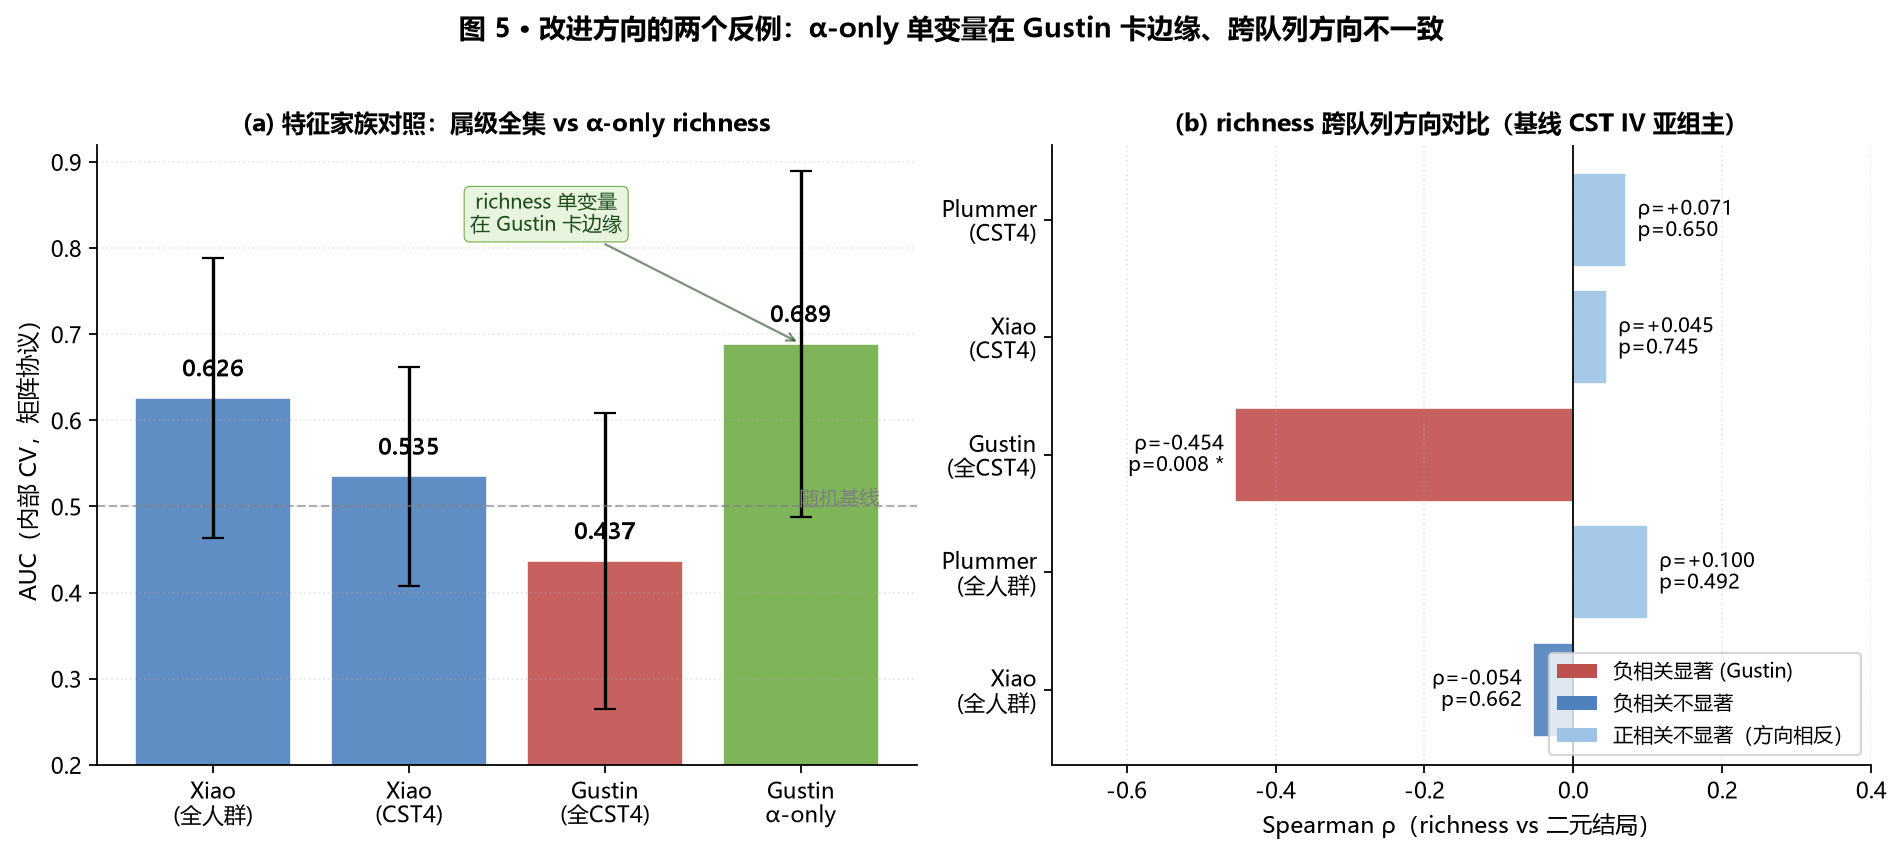 图 5 • 改进方向的两个反例：α-only 单变量在 Gustin 卡边缘、跨队列方向不一致
(a) 特征家族对照：属级全集 vs α-only richness
AUC（内部 CV，矩阵协议）
0.9
0.8
0.7
0.6
0.5
0.4
0.3
0.2
richness 单变量
在 Gustin 卡边缘
0.626
0.535
0.437
0.689
随机基线
Xiao
(全人群)
Xiao
(CST4)
Gustin
(全CST4)
Gustin
α-only
(b) richness 跨队列方向对比（基线 CST IV 亚组主）
Plummer
(CST4)
ρ=+0.071
p=0.650
Xiao
(CST4)
ρ=+0.045
p=0.745
Gustin
(全CST4)
ρ=-0.454
p=0.008 *
Plummer
(全人群)
ρ=+0.100
p=0.492
Xiao
(全人群)
ρ=-0.054
p=0.662
负相关显著 (Gustin)
负相关不显著
正相关不显著（方向相反）
-0.6
-0.4
-0.2
0.0
0.2
0.4
Spearman ρ（richness vs 二元结局）